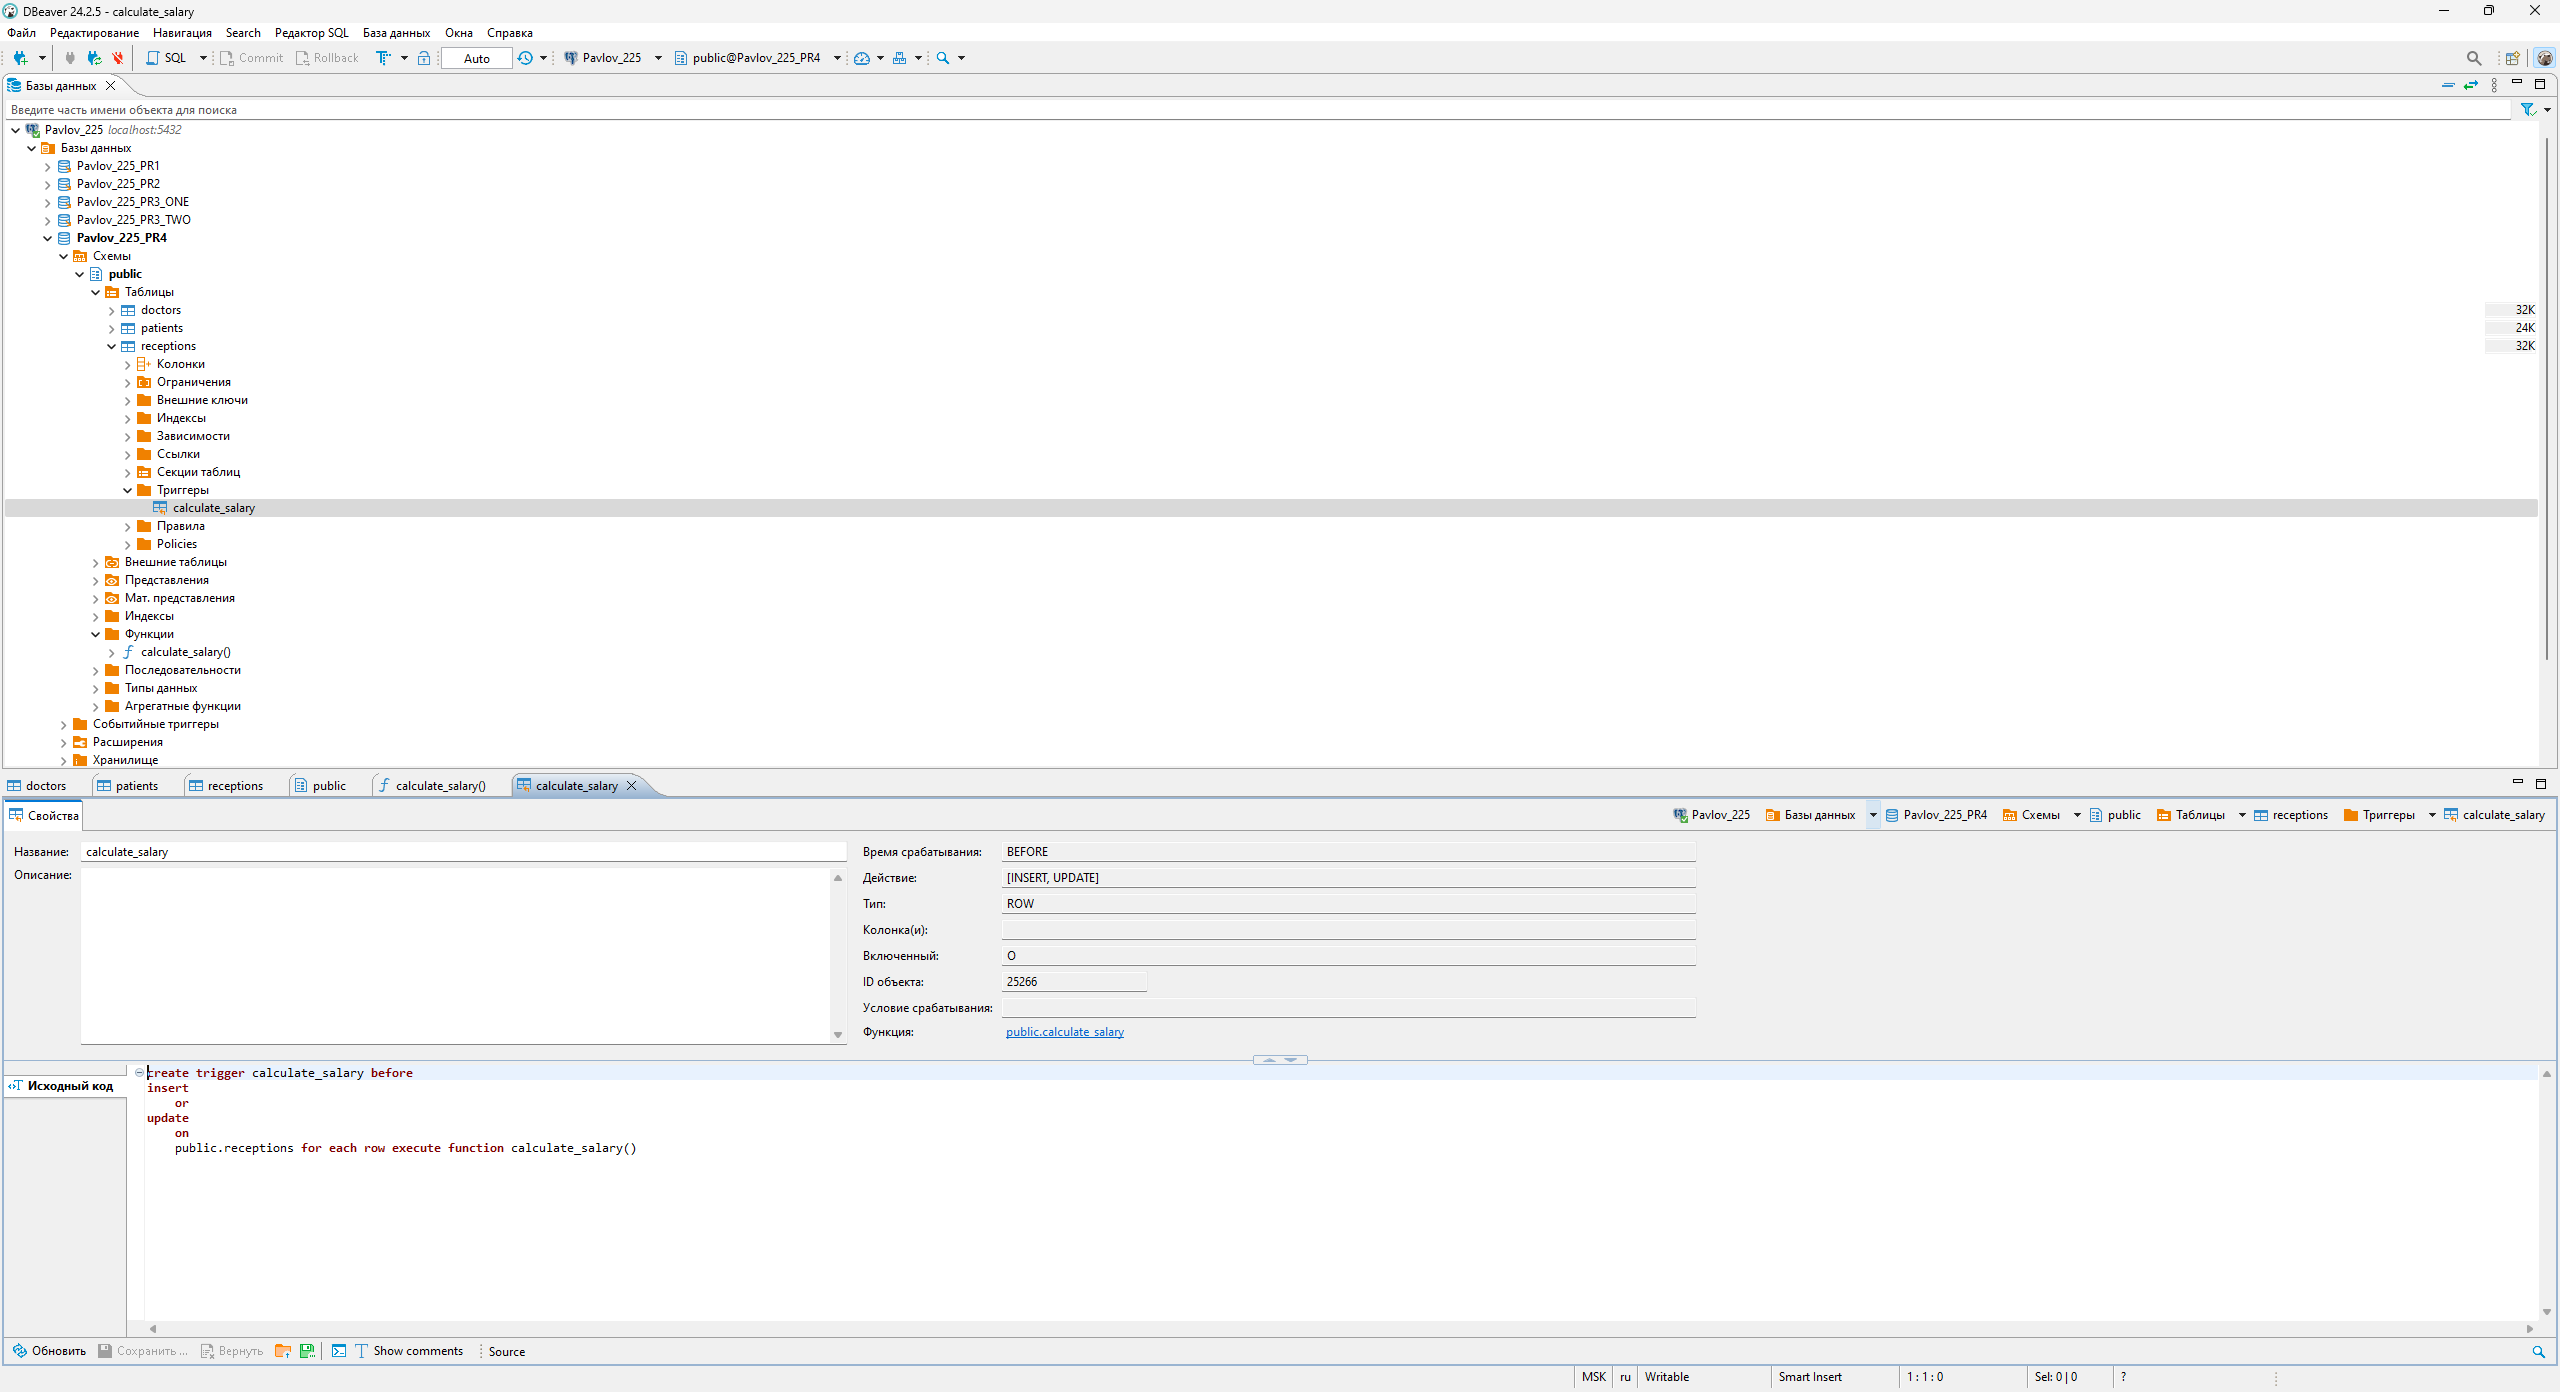 DBeaver 24.2.5 - calculate_salary
Файл Редактирование Навигация Search Редактор SQL База данных Окна Справка
SQL Commit Rollback Auto Pavlov_225 public@Pavlov_225_PR4
Базы данных
Введите часть имени объекта для поиска
Pavlov_225 localhost:5432
Базы данных
Pavlov_225_PR1
Pavlov_225_PR2
Pavlov_225_PR3_ONE
Pavlov_225_PR3_TWO
Pavlov_225_PR4
Схемы
public
Таблицы
doctors 32K
patients 24K
receptions 32K
Колонки
Ограничения
Внешние ключи
Индексы
Зависимости
Ссылки
Секции таблиц
Триггеры
calculate_salary
Правила
Policies
Внешние таблицы
Представления
Мат. представления
Индексы
Функции
calculate_salary()
Последовательности
Типы данных
Агрегатные функции
Событийные триггеры
Расширения
Хранилище
doctors patients receptions public calculate_salary() calculate_salary
Свойства Pavlov_225 Базы данных Pavlov_225_PR4 Схемы public Таблицы receptions Триггеры calculate_salary
Название: calculate_salary
Описание:
Время срабатывания: BEFORE
Действие: [INSERT, UPDATE]
Тип: ROW
Колонка(и):
Включенный: O
ID объекта: 25266
Условие срабатывания:
Функция: public.calculate_salary
Исходный код
create trigger calculate_salary before
insert
or
update
on
public.receptions for each row execute function calculate_salary()
Обновить Сохранить ... Вернуть Show comments Source
MSK ru Writable Smart Insert 1 : 1 : 0 Sel: 0 | 0 ?